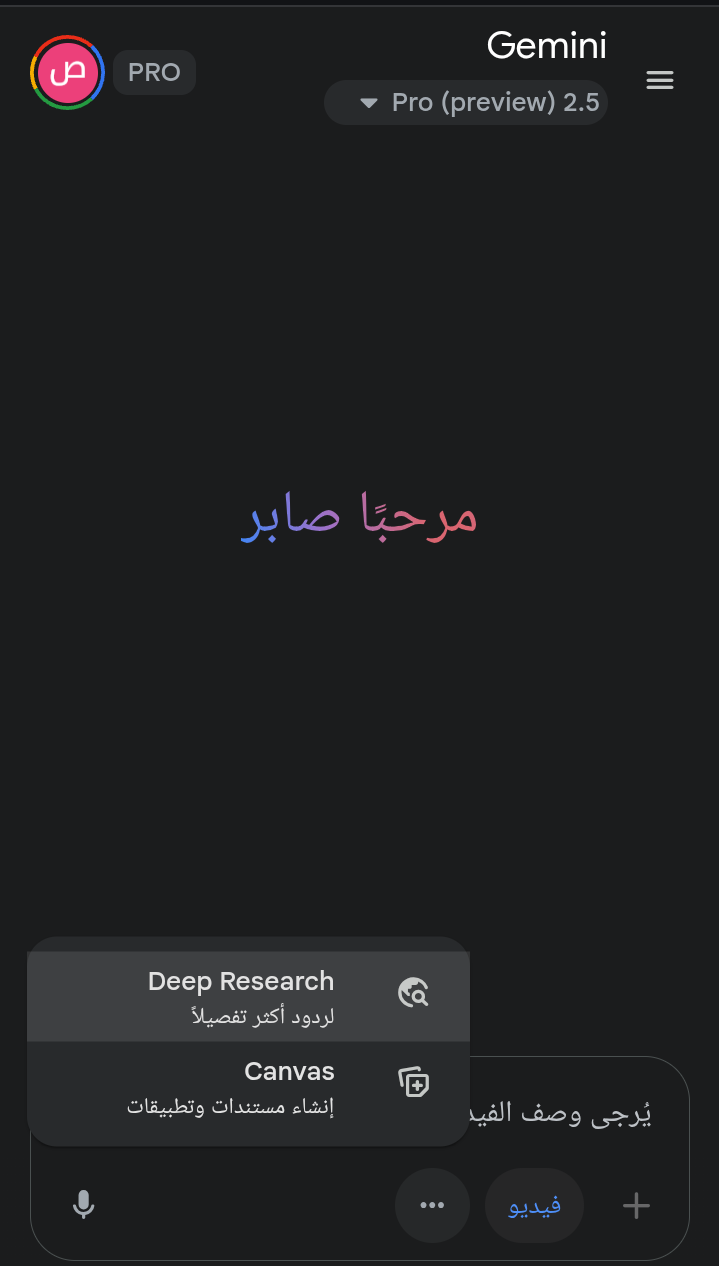 Gemini
Pro (preview) 2.5
PRO
ص
مرحبًا صابر
Deep Research
لردود أكثر تفصيلاً
Canvas
إنشاء مستندات وتطبيقات
يُرجى وصف الفيد
فيديو